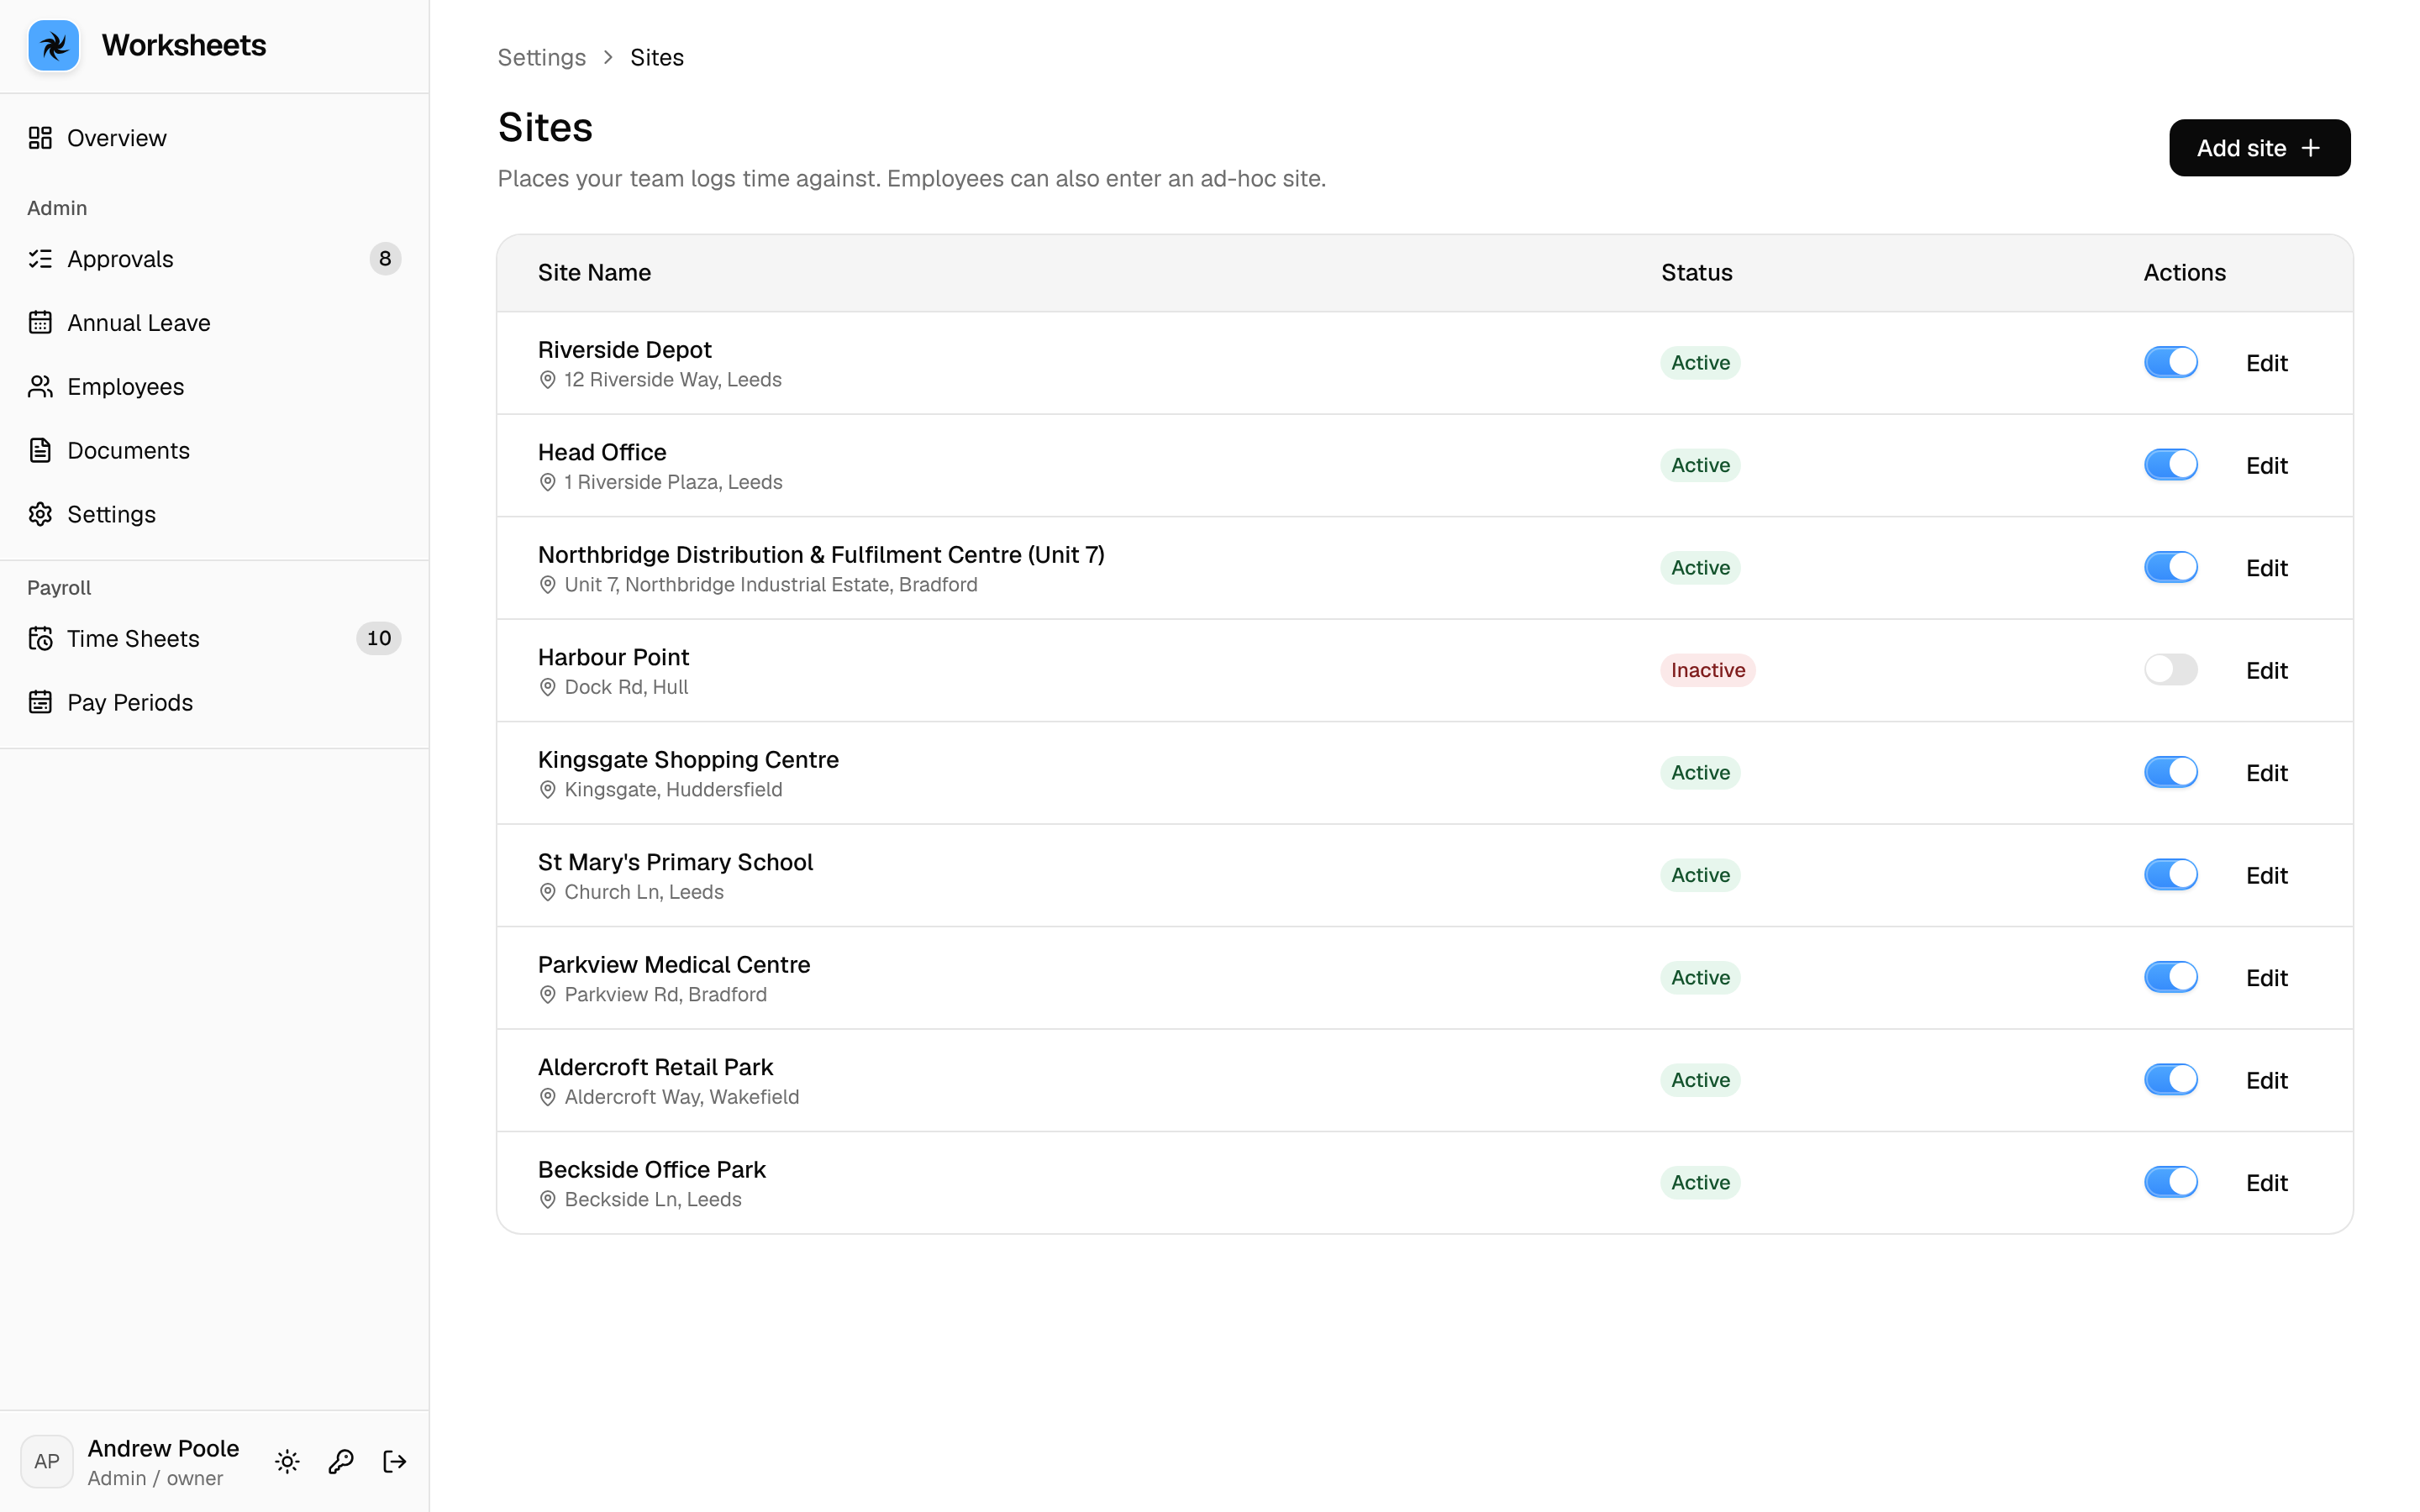 Worksheets
Overview
Admin
Approvals 8
Annual Leave
Employees
Documents
Settings
Payroll
Time Sheets 10
Pay Periods
AP
Andrew Poole
Admin / owner
Settings > Sites
Sites
Places your team logs time against. Employees can also enter an ad-hoc site.
Add site +
Site Name Status Actions
Riverside Depot
12 Riverside Way, Leeds
Active Edit
Head Office
1 Riverside Plaza, Leeds
Active Edit
Northbridge Distribution & Fulfilment Centre (Unit 7)
Unit 7, Northbridge Industrial Estate, Bradford
Active Edit
Harbour Point
Dock Rd, Hull
Inactive Edit
Kingsgate Shopping Centre
Kingsgate, Huddersfield
Active Edit
St Mary's Primary School
Church Ln, Leeds
Active Edit
Parkview Medical Centre
Parkview Rd, Bradford
Active Edit
Aldercroft Retail Park
Aldercroft Way, Wakefield
Active Edit
Beckside Office Park
Beckside Ln, Leeds
Active Edit